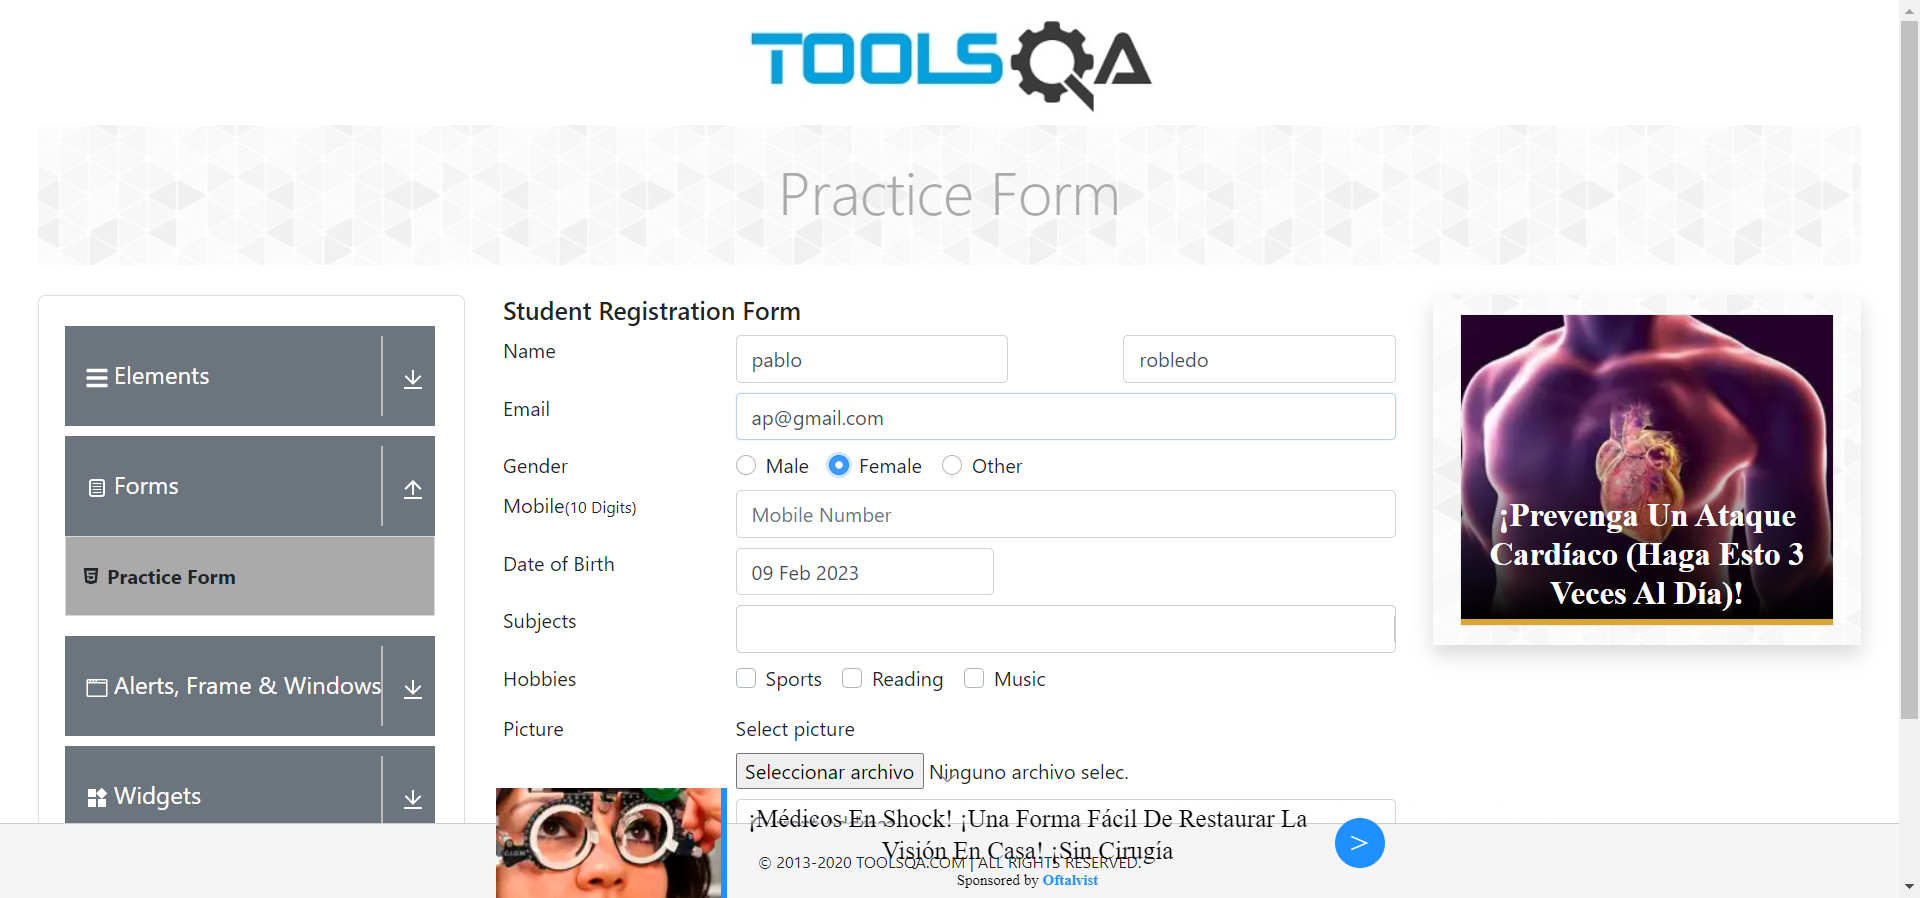 TOOLSQA
Practice Form
Elements
Forms
Practice Form
Alerts, Frame & Windows
Widgets
Student Registration Form
Name
pablo
robledo
Email
ap@gmail.com
Gender
Male
Female
Other
Mobile(10 Digits)
Mobile Number
Date of Birth
09 Feb 2023
Subjects
Hobbies
Sports
Reading
Music
Picture
Select picture
Seleccionar archivo
Ninguno archivo selec.
¡Prevenga Un Ataque
Cardíaco (Haga Esto 3
Veces Al Día)!
¡Médicos En Shock! ¡Una Forma Fácil De Restaurar La
Visión En Casa! ¡Sin Cirugía
>
© 2013-2020 TOOLSQA.COM | ALL RIGHTS RESERVED.
Sponsored by Oftalvist